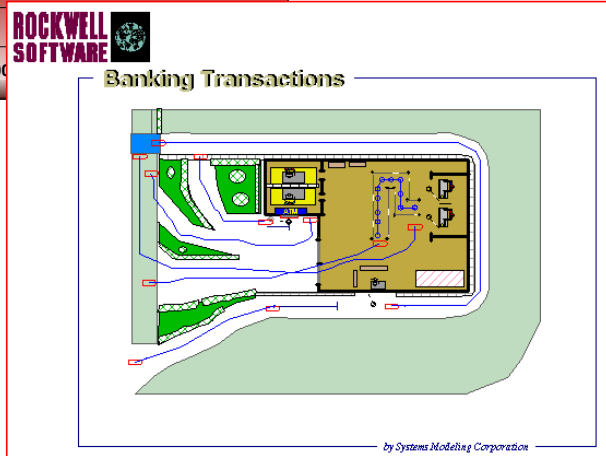 ROCKWELL
SOFTWARE
Banking Transactions
ATM
by Systems Modeling Corporation